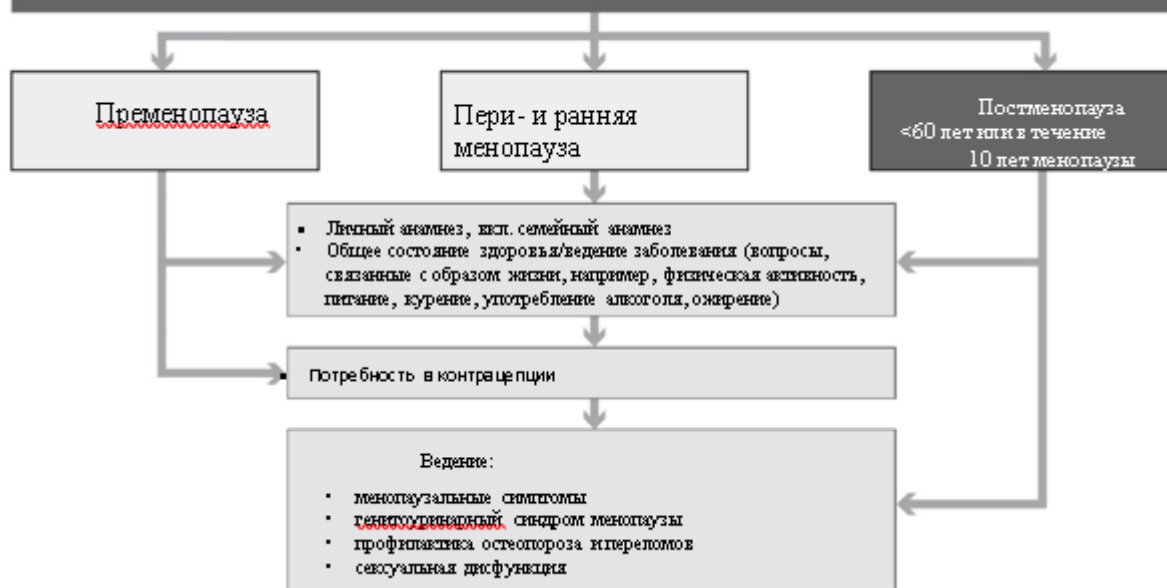 Пременопауза
Пери- и ранняя
менопауза
Постменопауза
<60 лет или в течение
10 лет менопаузы
▪ Личный анамнез, вкл. семейный анамнез
• Общее состояние здоровья/ведение заболевания (вопросы,
связанные с образом жизни, например, физическая активность,
питание, курение, употребление алкоголя, ожирение)
▪ Потребность в контрацепции
Ведение:
• менопаузальные симптомы
• генитоуринарный синдром менопаузы
• профилактика остеопороза и переломов
• сексуальная дисфункция